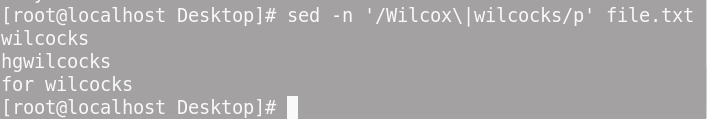 [root@localhost Desktop]# sed -n '/Wilcox\|wilcocks/p' file.txt
wilcocks
hgwilcocks
for wilcocks
[root@localhost Desktop]#